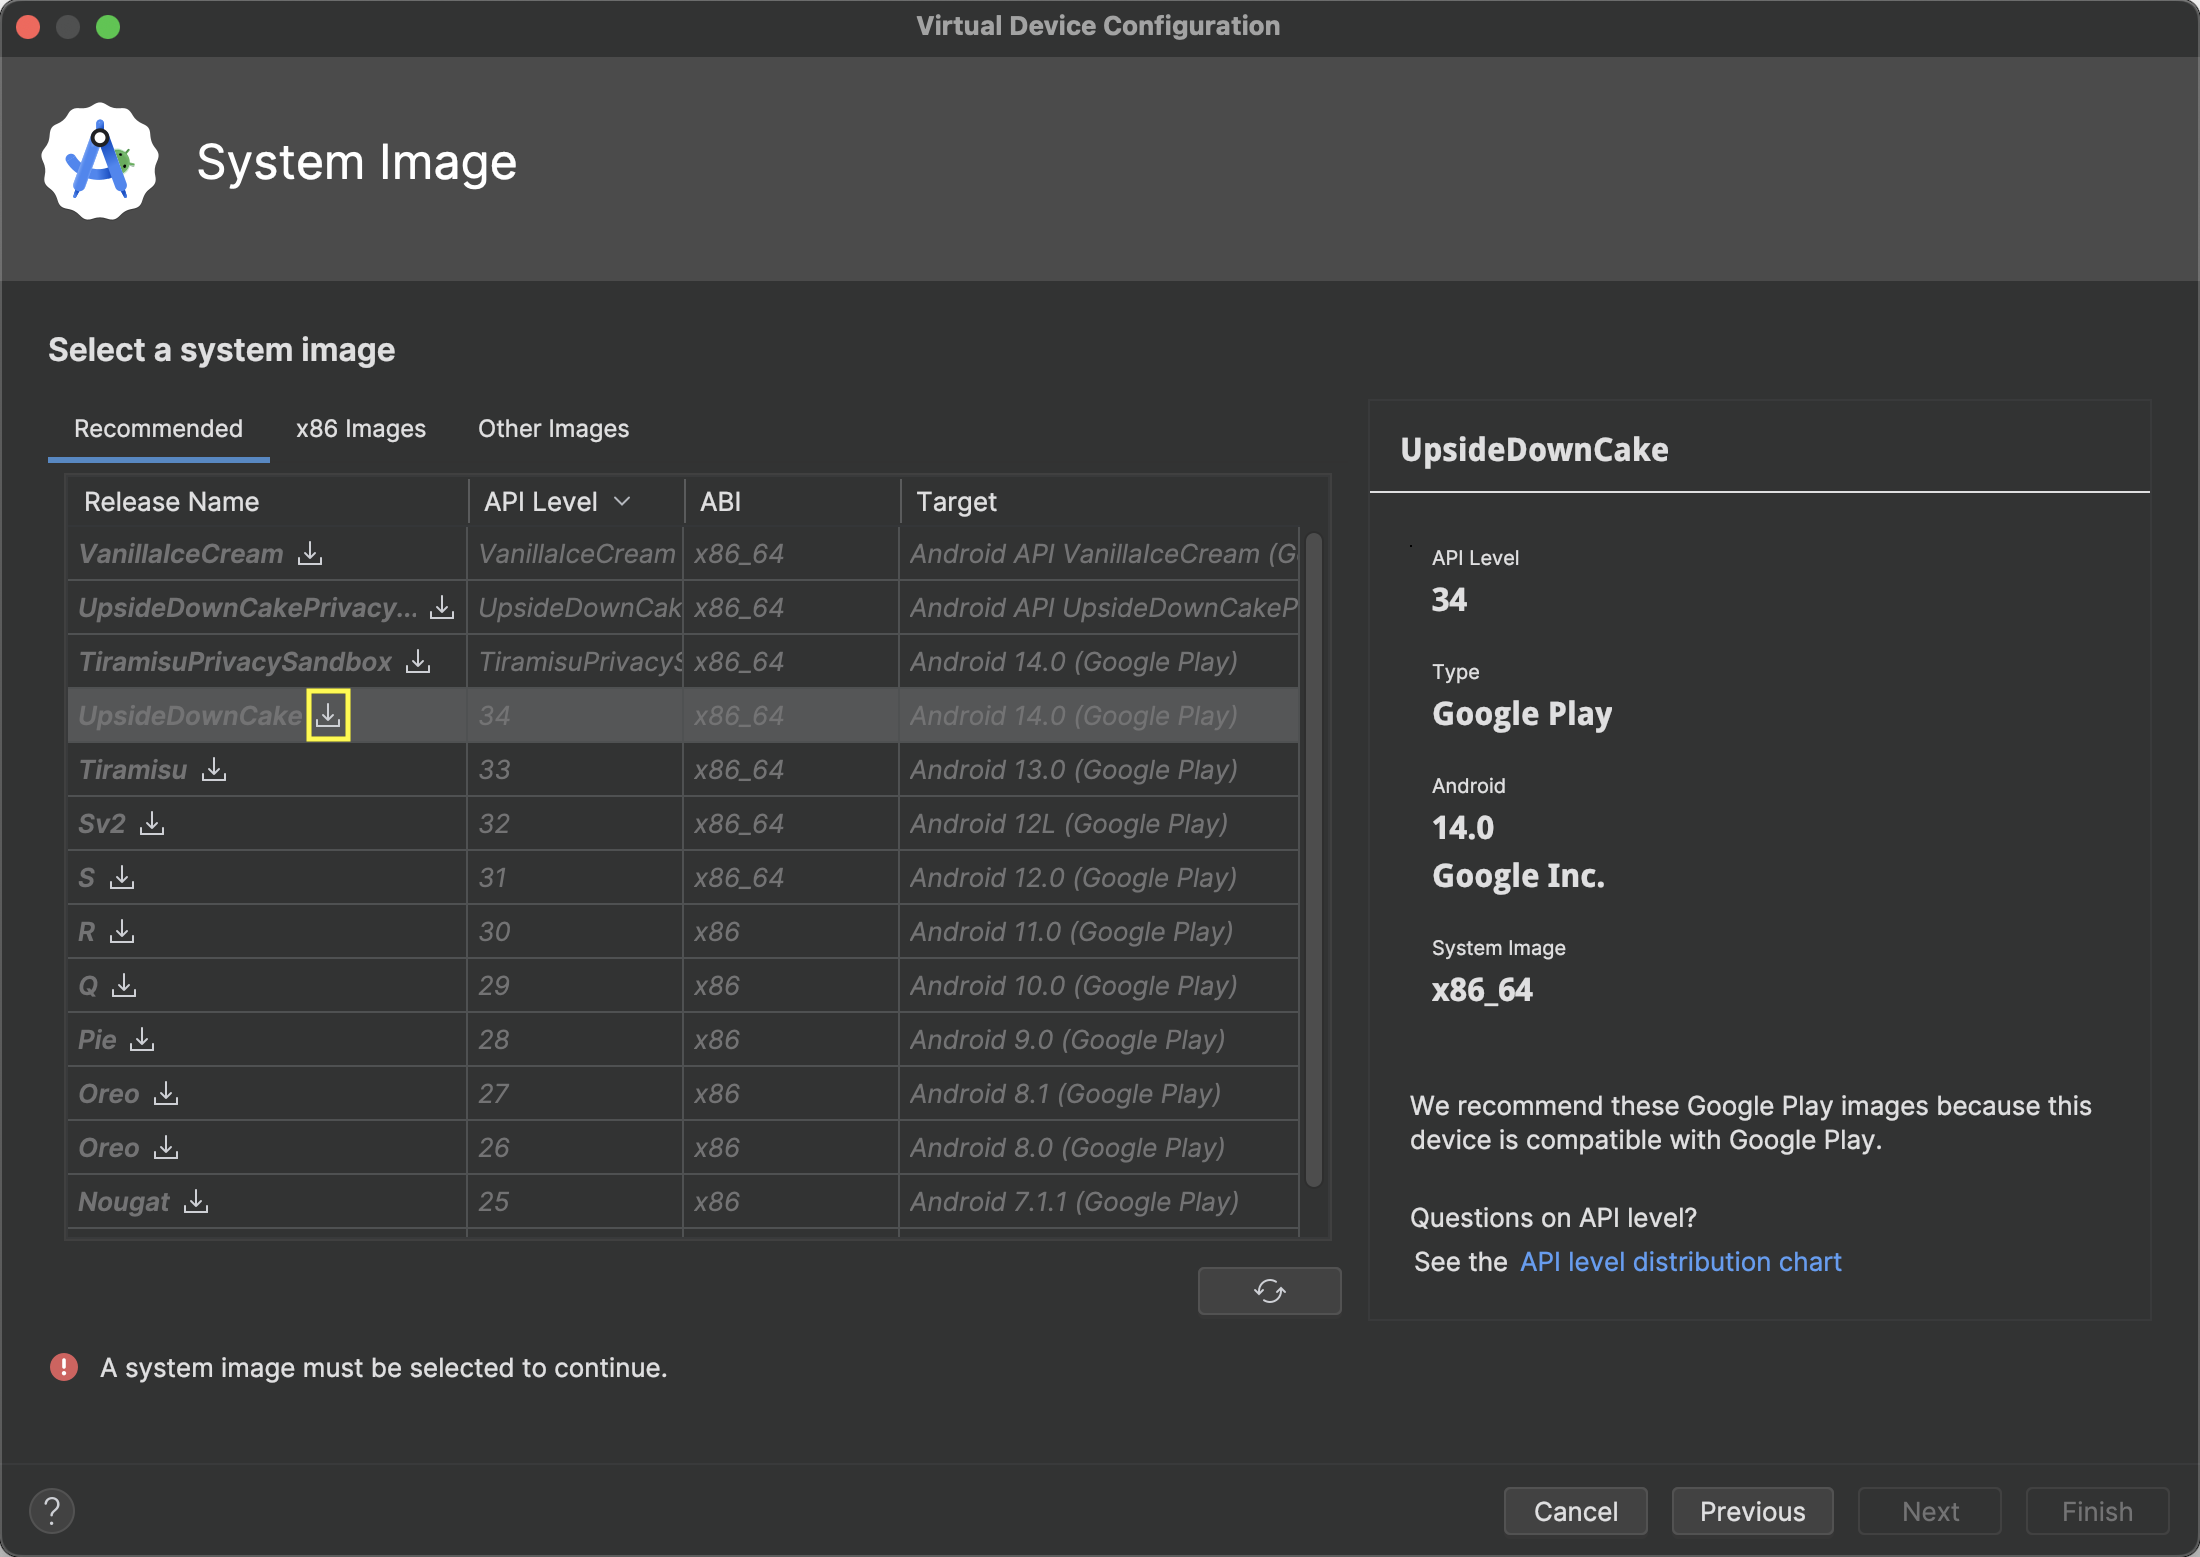 Virtual Device Configuration
System Image
Select a system image
Recommended x86 Images Other Images
Release Name API Level ABI Target
VanillaIceCream VanillaIceCream x86_64 Android API VanillaIceCream (G
UpsideDownCakePrivacy... UpsideDownCak x86_64 Android API UpsideDownCakeP
TiramisuPrivacySandbox TiramisuPrivacyS x86_64 Android 14.0 (Google Play)
UpsideDownCake 34 x86_64 Android 14.0 (Google Play)
Tiramisu 33 x86_64 Android 13.0 (Google Play)
Sv2 32 x86_64 Android 12L (Google Play)
S 31 x86_64 Android 12.0 (Google Play)
R 30 x86 Android 11.0 (Google Play)
Q 29 x86 Android 10.0 (Google Play)
Pie 28 x86 Android 9.0 (Google Play)
Oreo 27 x86 Android 8.1 (Google Play)
Oreo 26 x86 Android 8.0 (Google Play)
Nougat 25 x86 Android 7.1.1 (Google Play)
UpsideDownCake
API Level
34
Type
Google Play
Android
14.0
Google Inc.
System Image
x86_64
We recommend these Google Play images because this
device is compatible with Google Play.
Questions on API level?
See the API level distribution chart
A system image must be selected to continue.
? Cancel Previous Next Finish